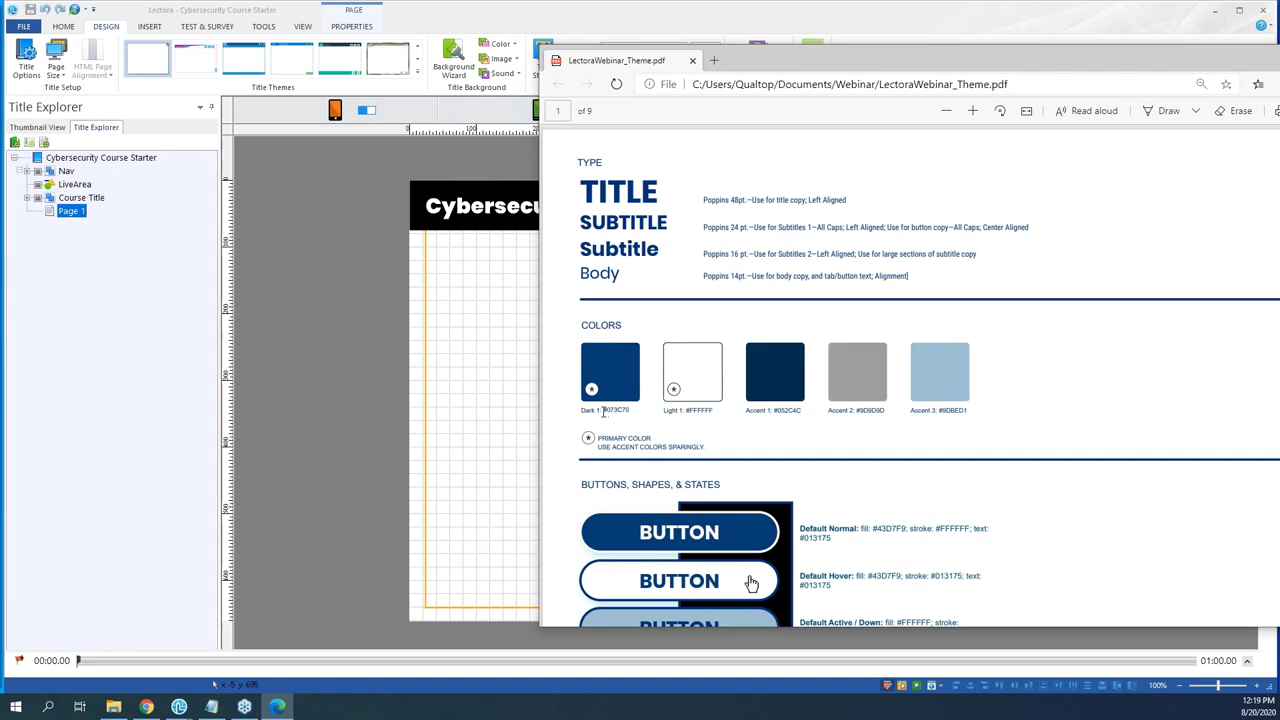 Lectora - Cybersecurity Course Starter
PAGE
FILE
HOME
DESIGN
INSERT
TEST & SURVEY
TOOLS
VIEW
PROPERTIES
Title Options
Page Size
HTML Page Alignment
Background Wizard
Color
Image
Sound
Title Setup
Title Themes
Title Background
Title Explorer
Thumbnail View
Title Explorer
Cybersecurity Course Starter
Nav
LiveArea
Course Title
Page 1
0
100
Cybersecu
LectoraWebinar_Theme.pdf
File
C:/Users/Qualtop/Documents/Webinar/LectoraWebinar_Theme.pdf
1
of 9
Read aloud
Draw
Erase
TYPE
TITLE
Poppins 48pt.—Use for title copy; Left Aligned
SUBTITLE
Poppins 24 pt.—Use for Subtitles 1—All Caps; Left Aligned; Use for button copy—All Caps; Center Aligned
Subtitle
Poppins 16 pt.—Use for Subtitles 2—Left Aligned; Use for large sections of subtitle copy
Body
Poppins 14pt.—Use for body copy, and tab/button text; Alignment]
COLORS
Dark 1: #073C70
Light 1: #FFFFFF
Accent 1: #052C4C
Accent 2: #9D9D9D
Accent 3: #9DBED1
PRIMARY COLOR
USE ACCENT COLORS SPARINGLY.
BUTTONS, SHAPES, & STATES
BUTTON
Default Normal: fill: #43D7F9; stroke: #FFFFFF; text:
#013175
BUTTON
Default Hover: fill: #43D7F9; stroke: #013175; text:
#013175
BUTTON
Default Active / Down: fill: #FFFFFF; stroke:
00:00.00
01:00.00
x: -5 y: 695
100%
12:19 PM
8/20/2020